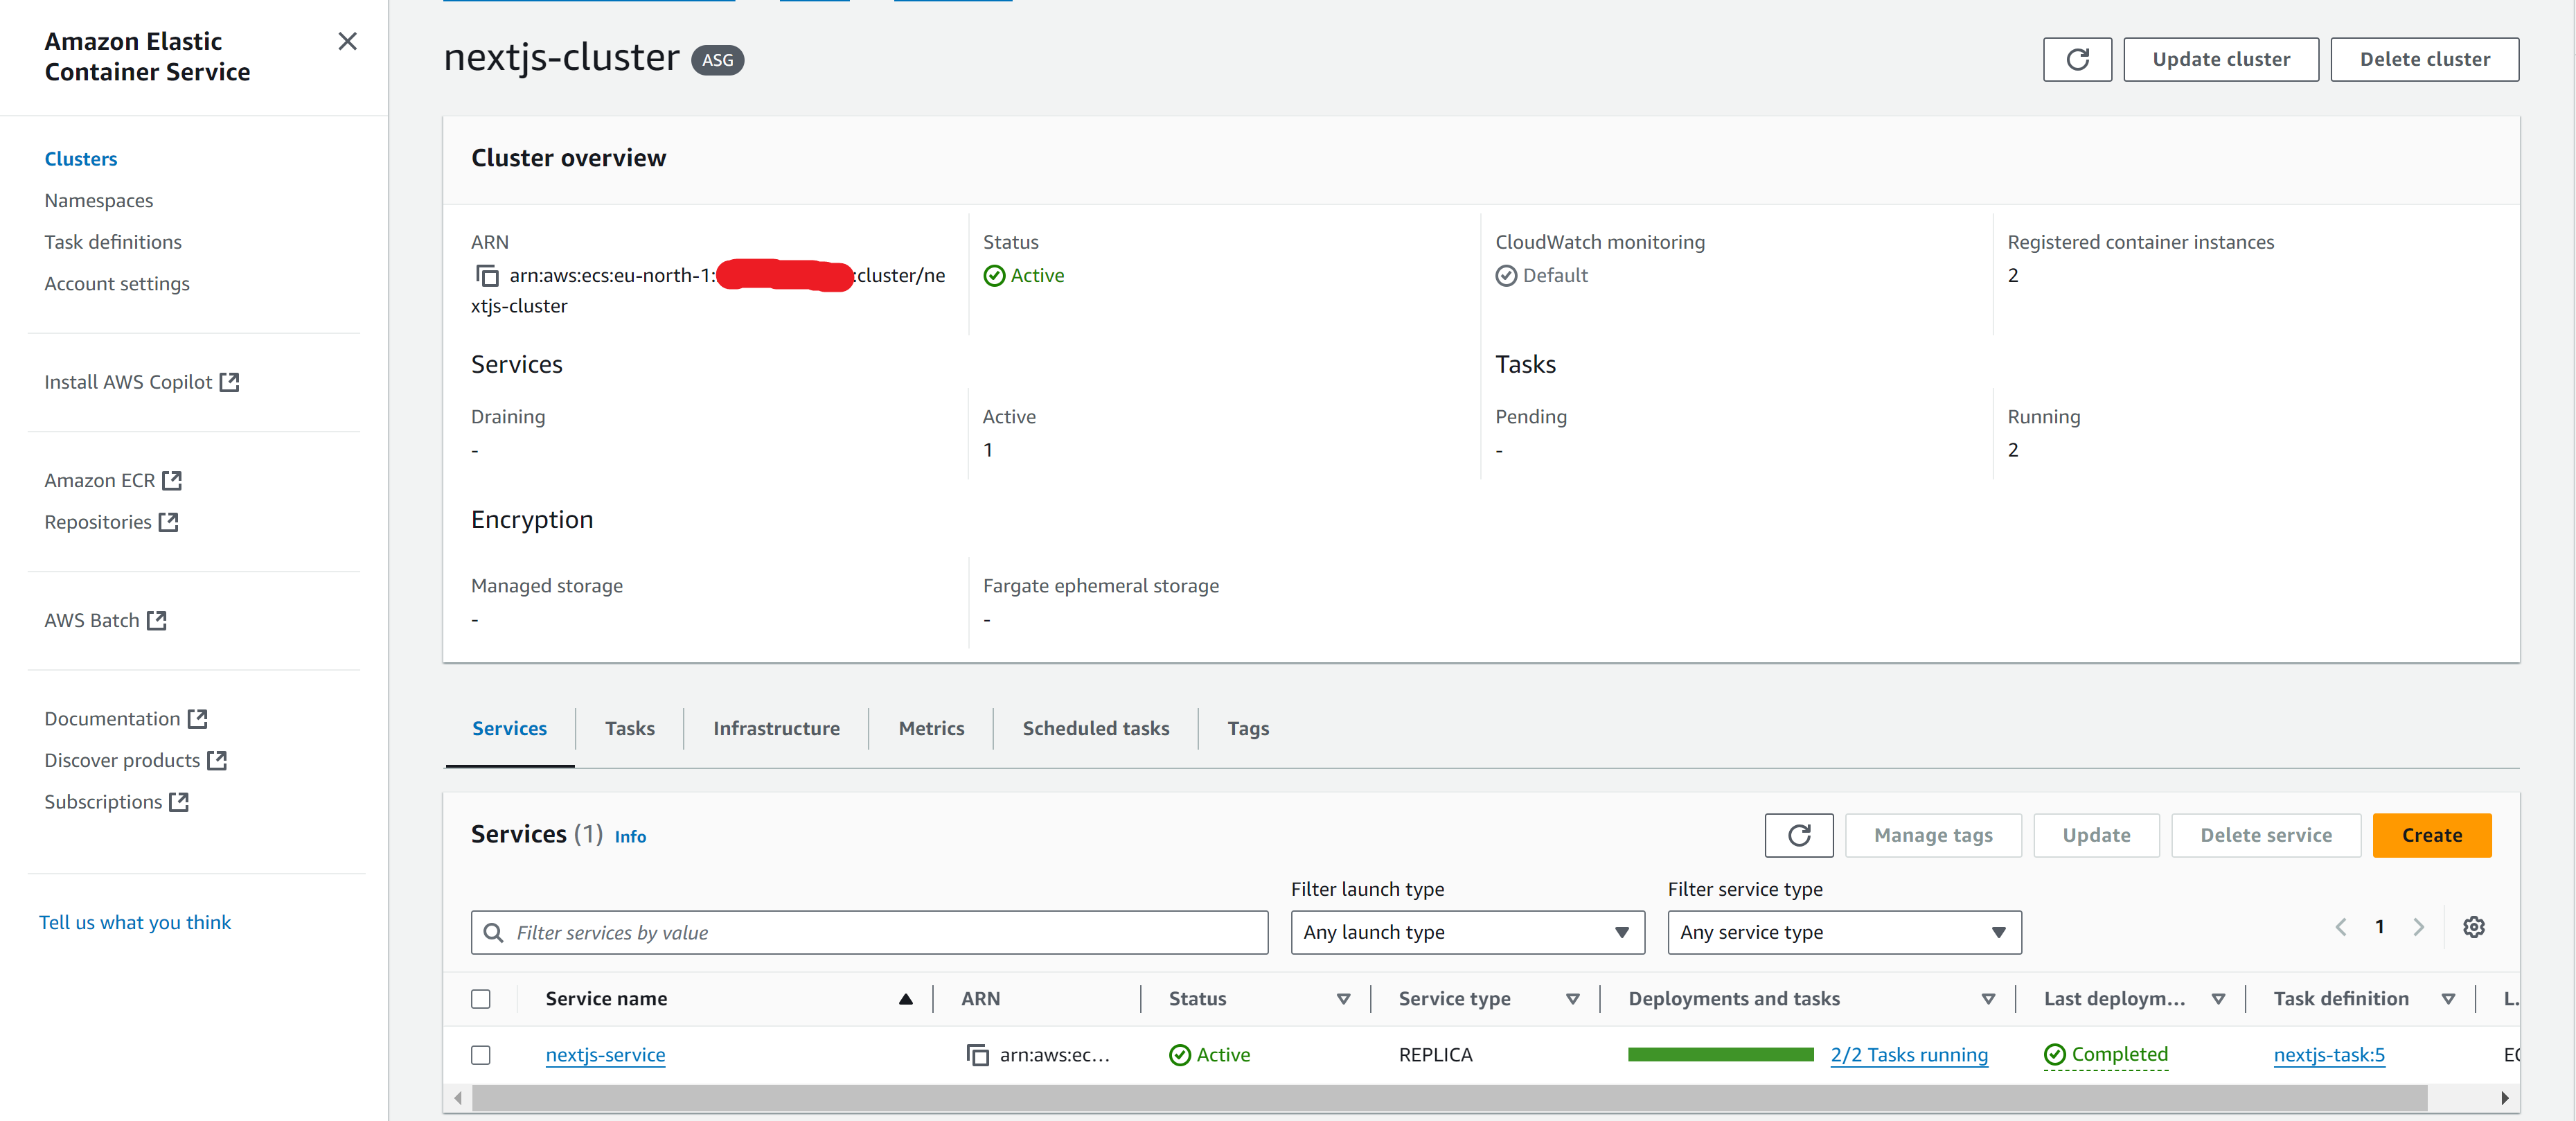 Amazon Elastic
Container Service
Clusters
Namespaces
Task definitions
Account settings
Install AWS Copilot
Amazon ECR
Repositories
AWS Batch
Documentation
Discover products
Subscriptions
Tell us what you think
nextjs-cluster ASG
Update cluster Delete cluster
Cluster overview
ARN Status CloudWatch monitoring Registered container instances
arn:aws:ecs:eu-north-1: :cluster/ne Active Default 2
xtjs-cluster
Services Tasks
Draining Active Pending Running
- 1 - 2
Encryption
Managed storage Fargate ephemeral storage
- -
Services Tasks Infrastructure Metrics Scheduled tasks Tags
Services (1) Info Manage tags Update Delete service Create
Filter launch type Filter service type
Filter services by value Any launch type Any service type 1
Service name ARN Status Service type Deployments and tasks Last deploym... Task definition L.
nextjs-service arn:aws:ec... Active REPLICA 2/2 Tasks running Completed nextjs-task:5